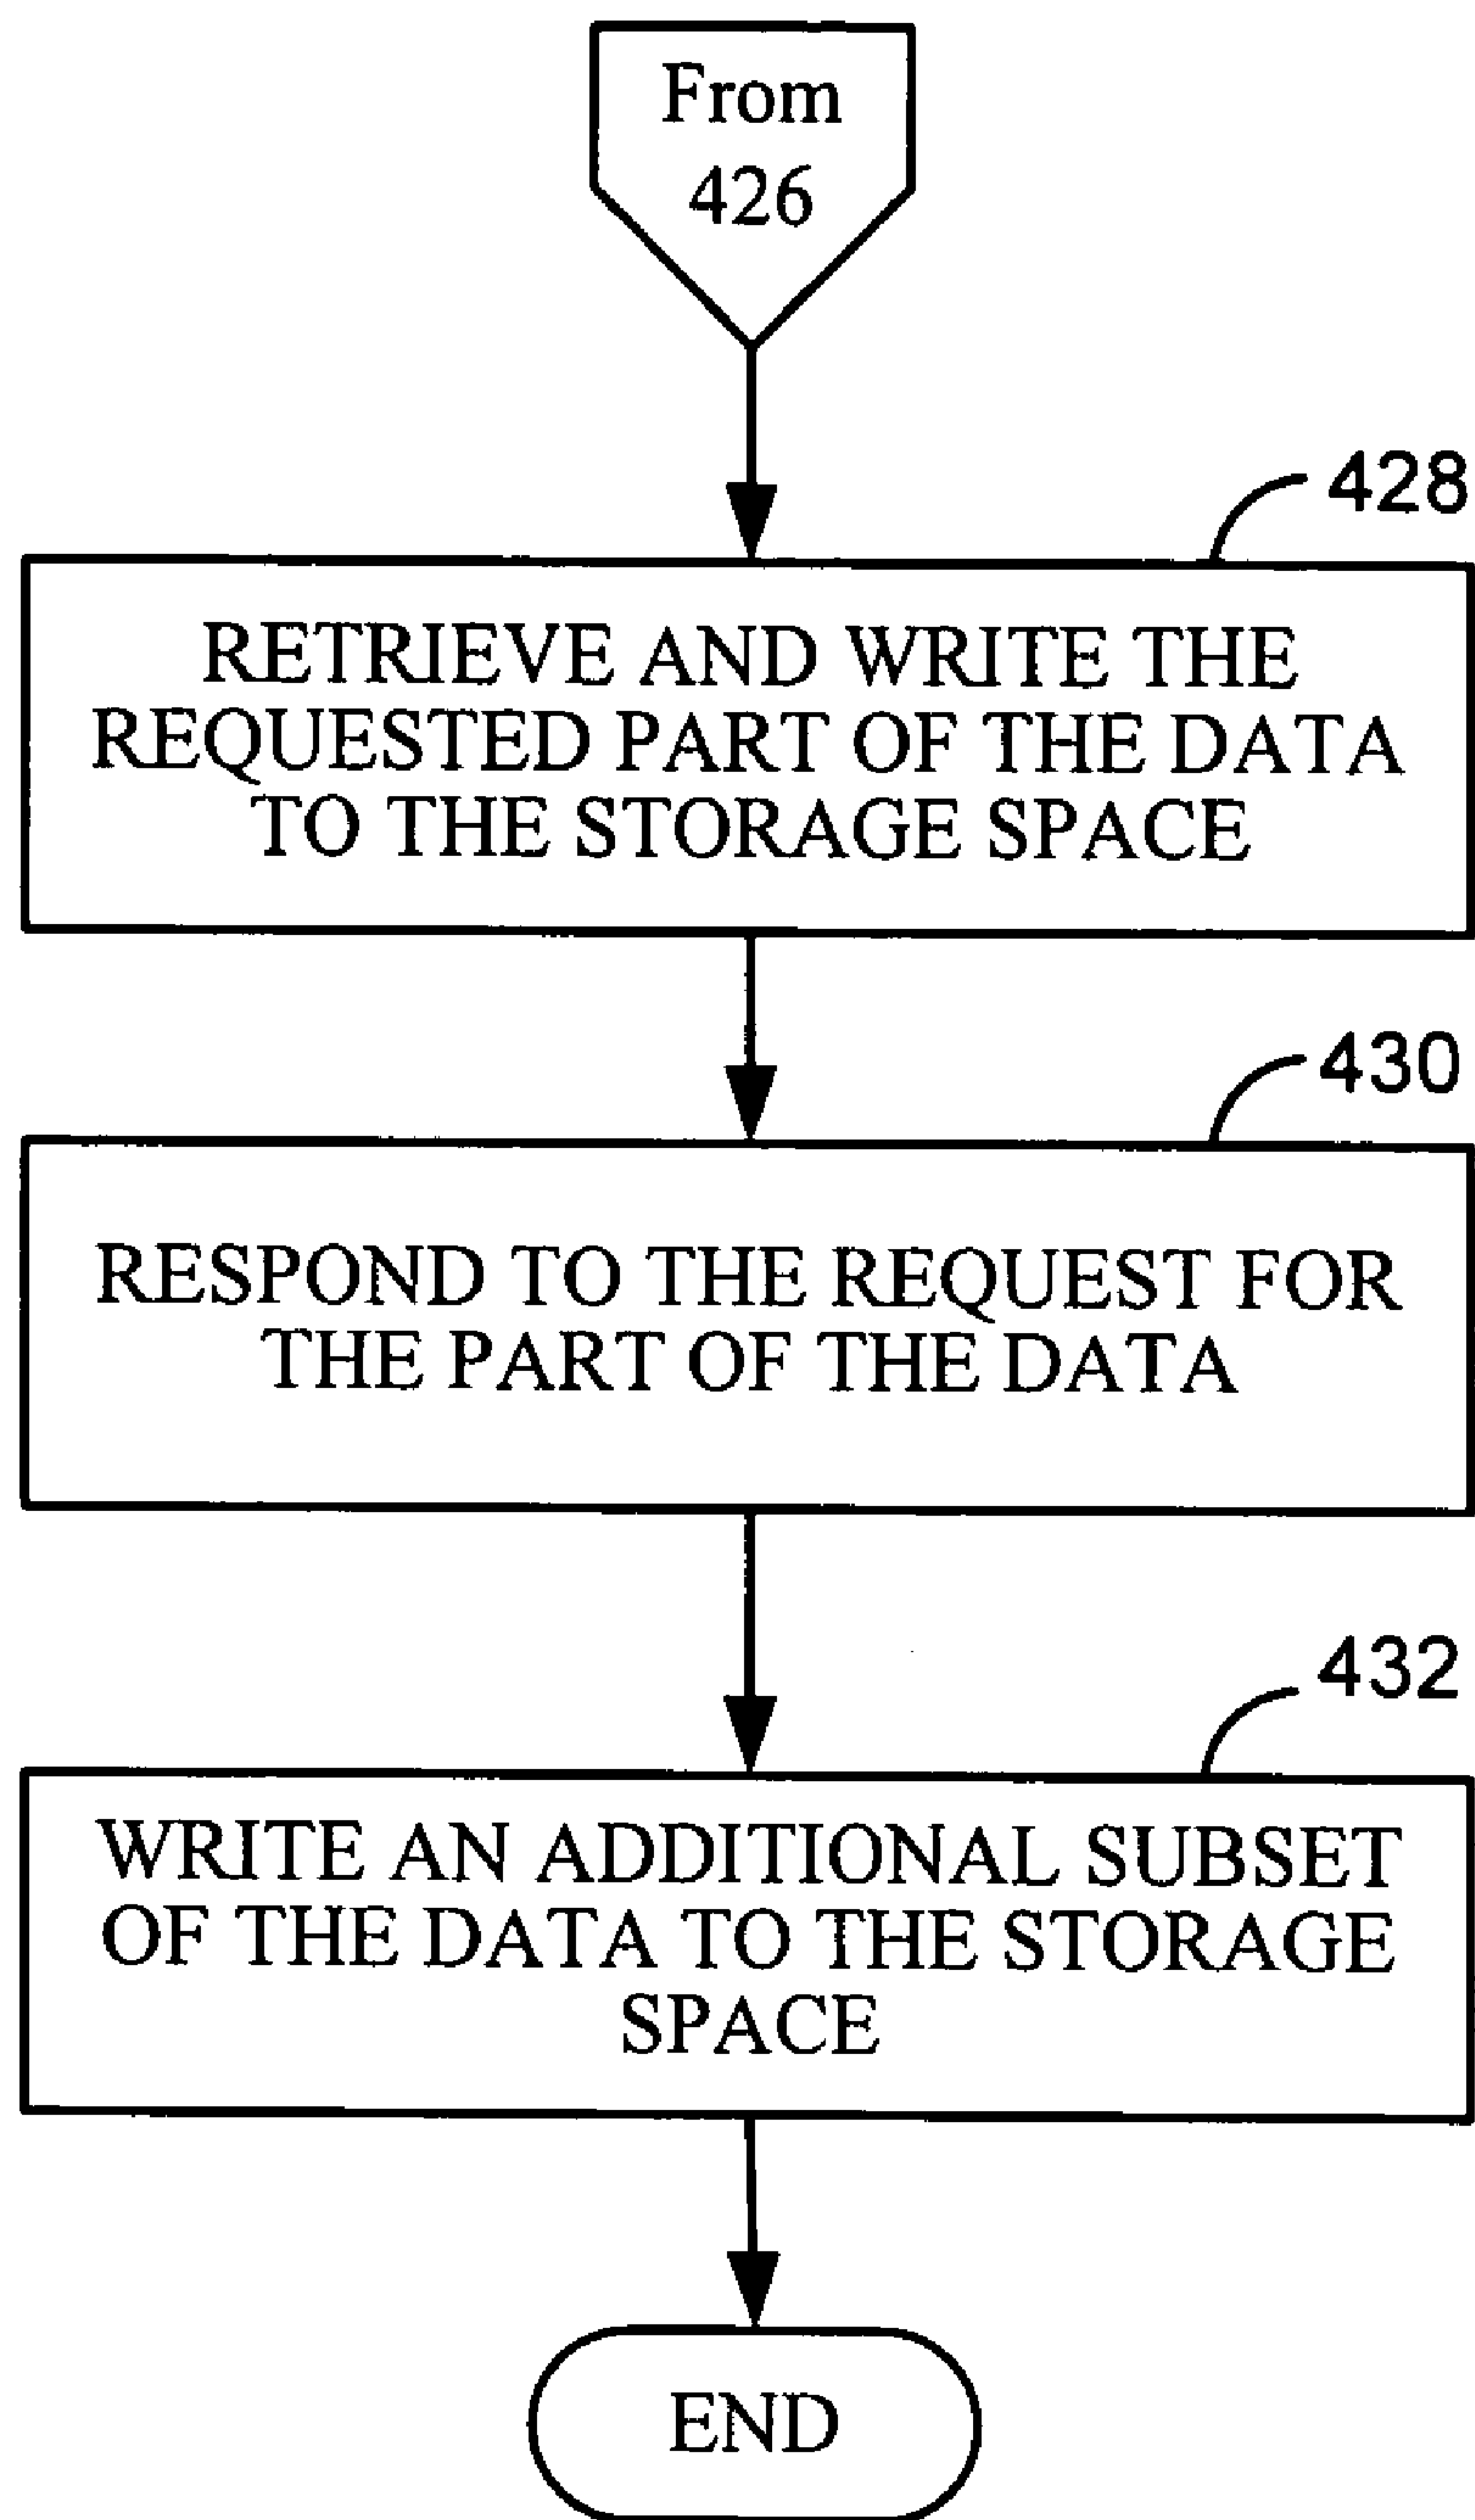 From
426
428
RETRIEVE AND WRITE THE
REQUESTED PART OF THE DATA
TO THE STORAGE SPACE
430
RESPOND TO THE REQUEST FOR
THE PART OF THE DATA
432
WRITE AN ADDITIONAL SUBSET
OF THE DATA TO THE STORAGE
SPACE
END